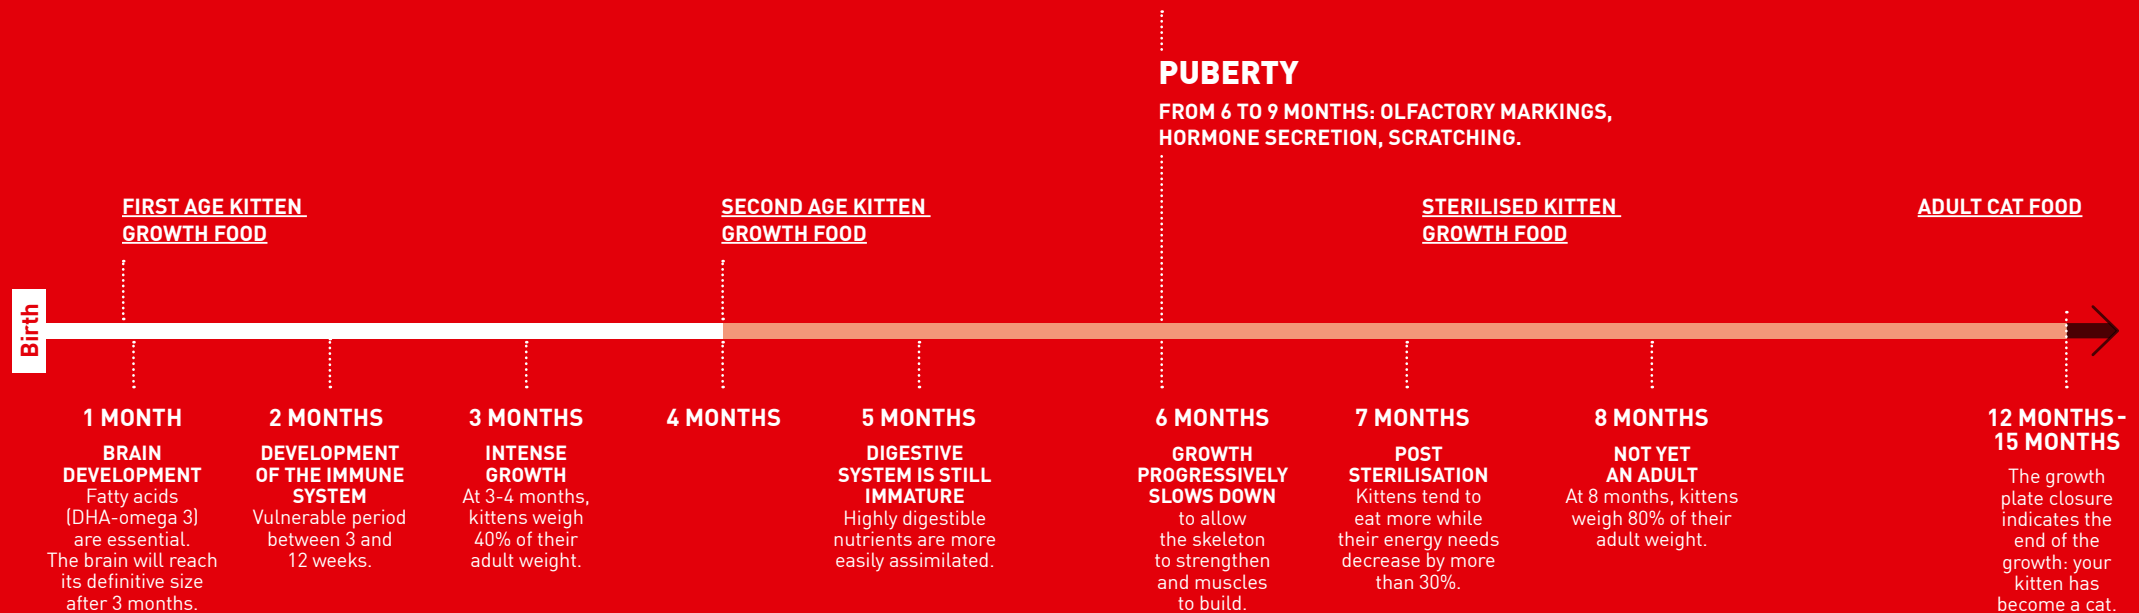 PUBERTY
FROM 6 TO 9 MONTHS: OLFACTORY MARKINGS,
HORMONE SECRETION, SCRATCHING.
FIRST AGE KITTEN
GROWTH FOOD
SECOND AGE KITTEN
GROWTH FOOD
STERILISED KITTEN
GROWTH FOOD
ADULT CAT FOOD
Birth
1 MONTH
BRAIN
DEVELOPMENT
Fatty acids
(DHA-omega 3)
are essential.
The brain will reach
its definitive size
after 3 months.
2 MONTHS
DEVELOPMENT
OF THE IMMUNE
SYSTEM
Vulnerable period
between 3 and
12 weeks.
3 MONTHS
INTENSE
GROWTH
At 3-4 months,
kittens weigh
40% of their
adult weight.
4 MONTHS
5 MONTHS
DIGESTIVE
SYSTEM IS STILL
IMMATURE
Highly digestible
nutrients are more
easily assimilated.
6 MONTHS
GROWTH
PROGRESSIVELY
SLOWS DOWN
to allow
the skeleton
to strengthen
and muscles
to build.
7 MONTHS
POST
STERILISATION
Kittens tend to
eat more while
their energy needs
decrease by more
than 30%.
8 MONTHS
NOT YET
AN ADULT
At 8 months, kittens
weigh 80% of their
adult weight.
12 MONTHS-
15 MONTHS
The growth
plate closure
indicates the
end of the
growth: your
kitten has
become a cat.